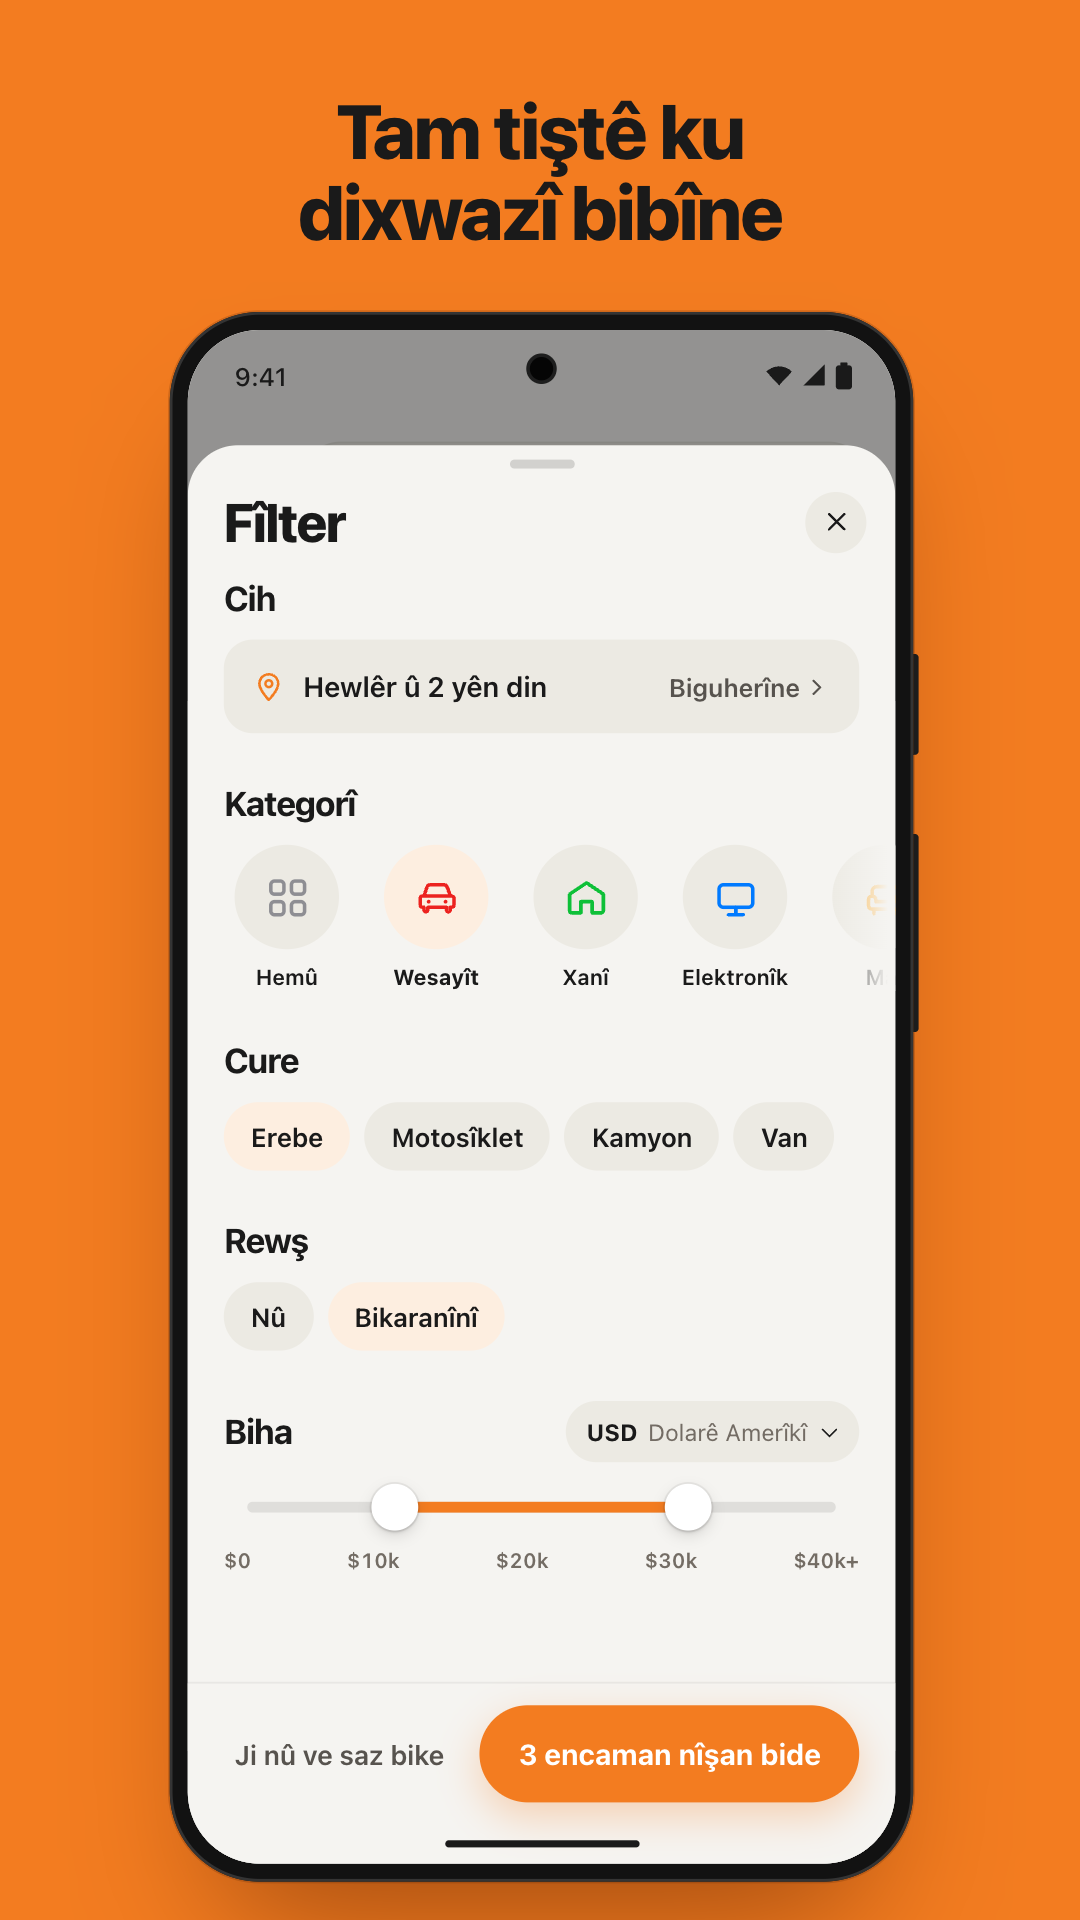 Tam tiştê ku
dixwazî bibîne
9:41
Fîlter
Cih
Hewlêr û 2 yên din
Biguherîne
Kategorî
Hemû
Wesayît
Xanî
Elektronîk
M
Cure
Erebe
Motosîklet
Kamyon
Van
Rewş
Nû
Bikaranînî
Biha
USD Dolarê Amerîkî
$0 $10k $20k $30k $40k+
Ji nû ve saz bike
3 encaman nîşan bide